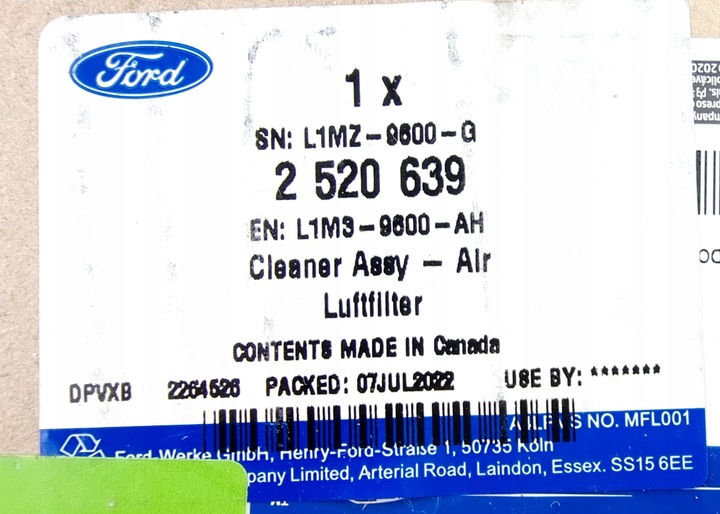 Ford
1 x
SN: L1MZ-9600-G
2 520 639
EN: L1M3-9600-AH
Cleaner Assy - Air
Luftfilter
CONTENTS MADE IN Canada
DPVXB 2264526 PACKED: 07JUL2022 USE BY: *******
NO. MFL001
Ford-Werke GmbH, Henry-Ford-Straße 1, 50735 Köln
pany Limited, Arterial Road, Laindon, Essex. SS15 6EE